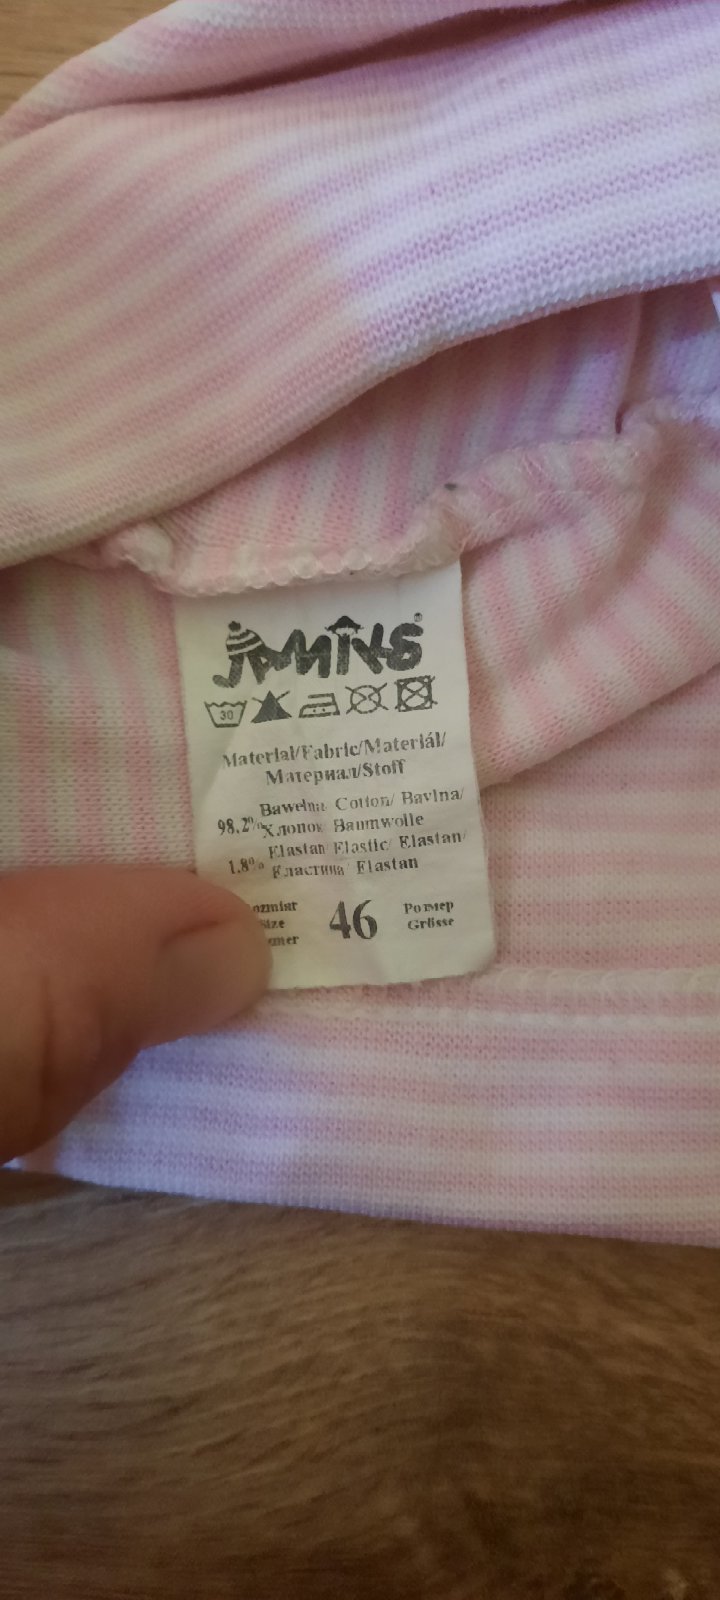 JAMIKS®
30
Material/Fabric/Materiál/
Материал/Stoff
98.2% Bawełna Cotton/ Bavlna/
Хлопок Baumwolle
1.8% Elastan Elastic/ Elastan/
Еластина Elastan
ozmiar
Size
46
Розмер
Grösse